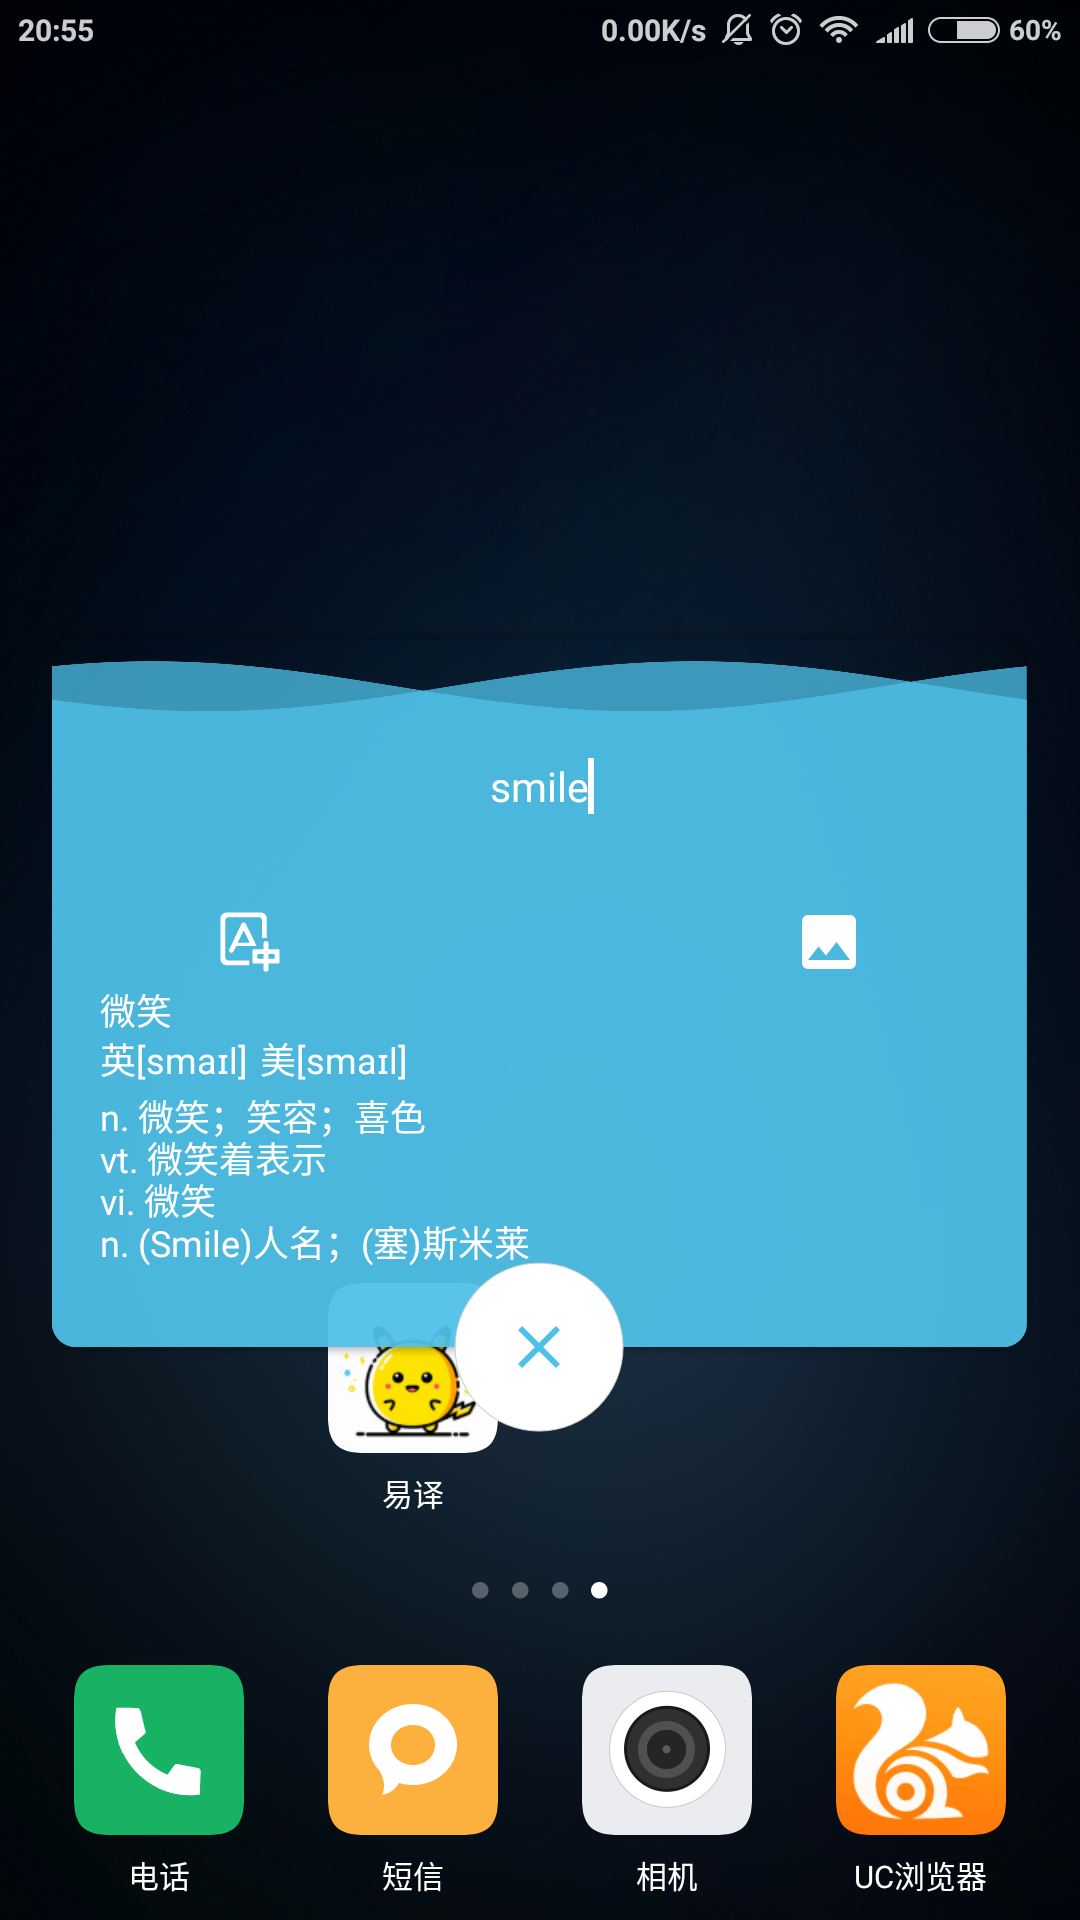 20:55 0.00K/s 60%
smile
微笑
英[smaɪl] 美[smaɪl]
n. 微笑；笑容；喜色
vt. 微笑着表示
vi. 微笑
n. (Smile)人名；(塞)斯米莱
易译
电话 短信 相机 UC浏览器